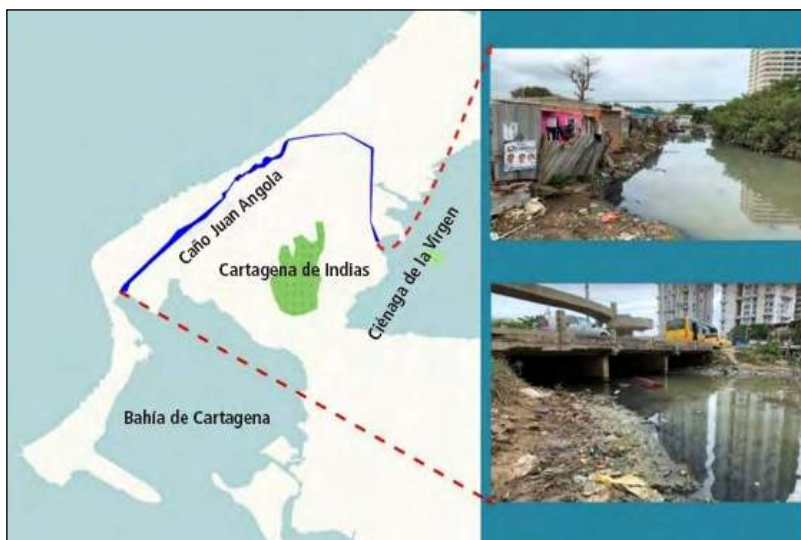 Caño Juan Angola
Cartagena de Indias
Ciénaga de la Virgen
Bahía de Cartagena